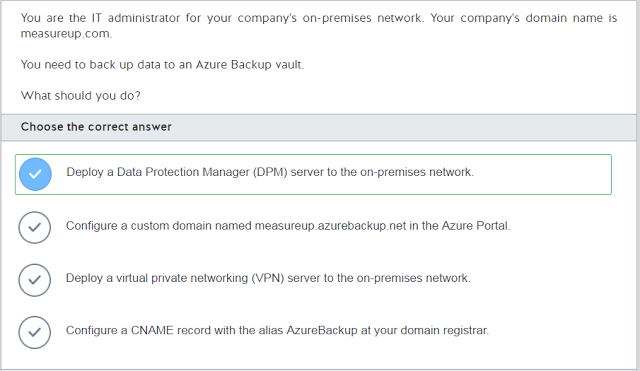 You are the IT administrator for your company's on-premises network. Your company's domain name is
measureup.com.
You need to back up data to an Azure Backup vault.
What should you do?
Choose the correct answer
Deploy a Data Protection Manager (DPM) server to the on-premises network.
Configure a custom domain named measureup.azurebackup.net in the Azure Portal.
Deploy a virtual private networking (VPN) server to the on-premises network.
Configure a CNAME record with the alias AzureBackup at your domain registrar.